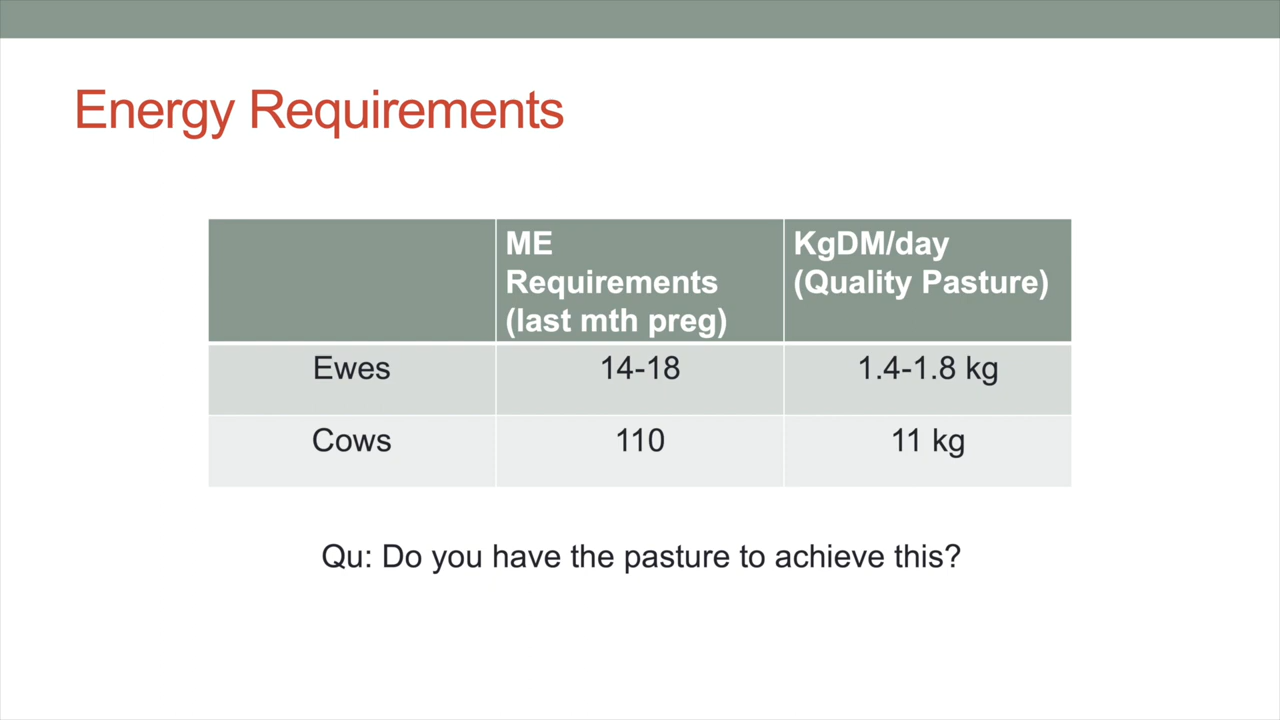 Energy Requirements
ME
Requirements
(last mth preg)
KgDM/day
(Quality Pasture)
Ewes
14-18
1.4-1.8 kg
Cows
110
11 kg
Qu: Do you have the pasture to achieve this?